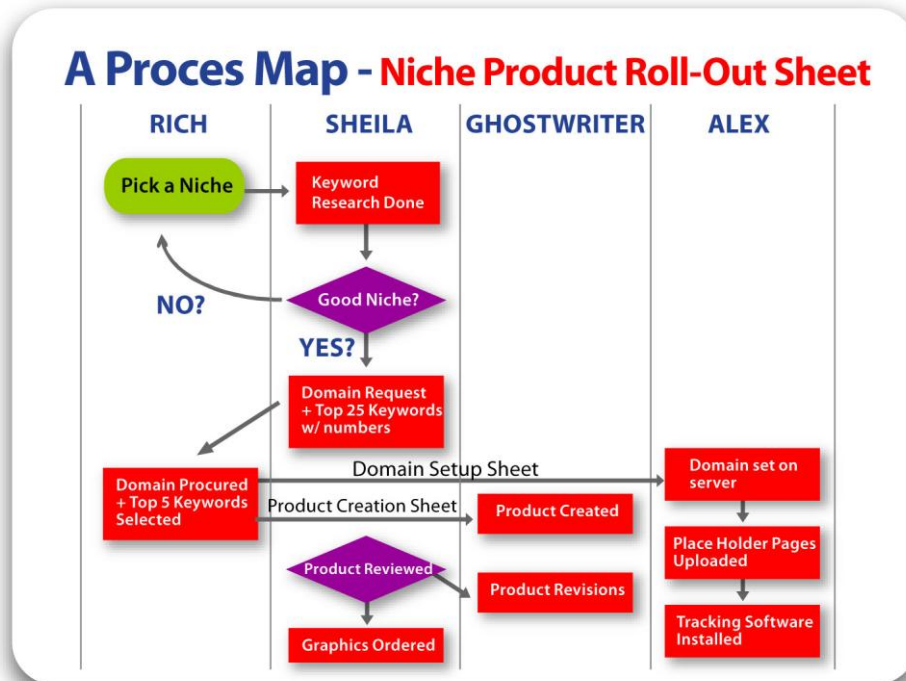 A Proces Map - Niche Product Roll-Out Sheet
RICH
SHEILA
GHOSTWRITER
ALEX
Pick a Niche
Keyword
Research Done
Good Niche?
NO?
YES?
Domain Request
+ Top 25 Keywords
w/ numbers
Domain Procured
+ Top 5 Keywords
Selected
Domain Setup Sheet
Domain set on
server
Product Creation Sheet
Product Created
Place Holder Pages
Uploaded
Product Reviewed
Product Revisions
Tracking Software
Installed
Graphics Ordered